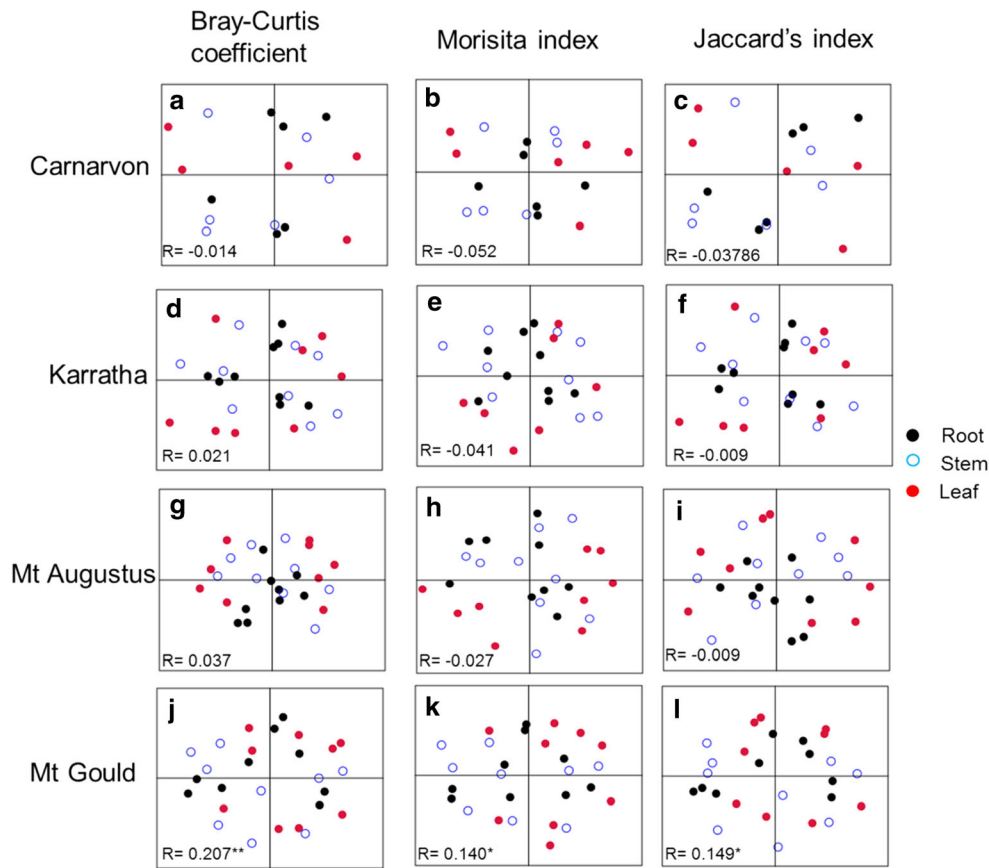 Bray-Curtis
coefficient
Morisita index
Jaccard's index
Carnarvon
a
R= -0.014
b
R= -0.052
c
R= -0.03786
Karratha
d
R= 0.021
e
R= -0.041
f
R= -0.009
Root
Stem
Leaf
Mt Augustus
g
R= 0.037
h
R= -0.027
i
R= -0.009
Mt Gould
j
R= 0.207**
k
R= 0.140*
l
R= 0.149*